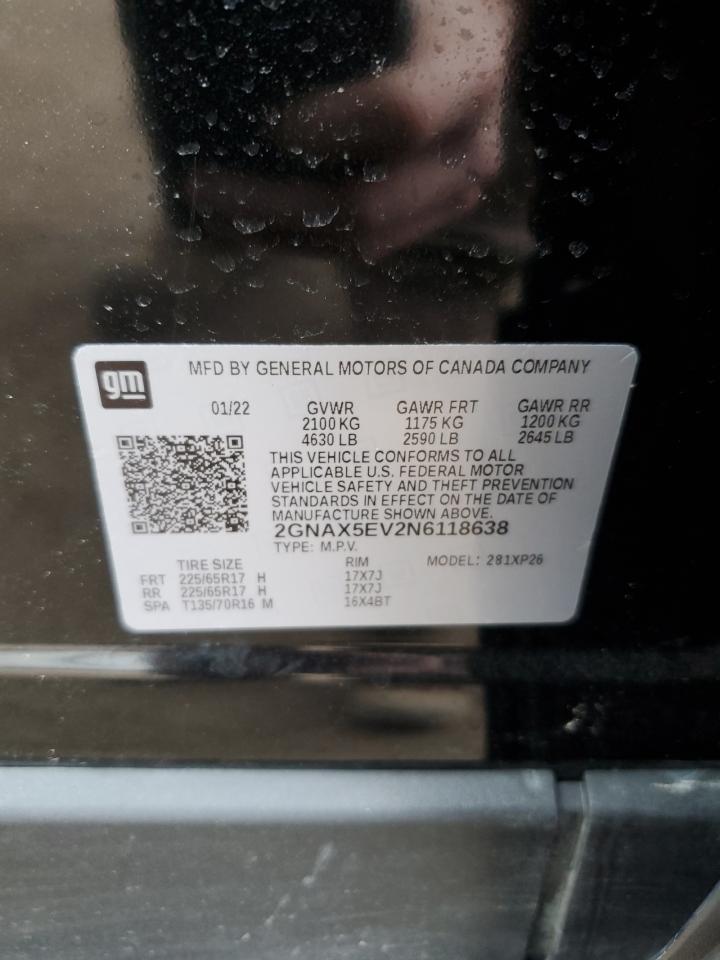 gm
MFD BY GENERAL MOTORS OF CANADA COMPANY
01/22 GVWR GAWR FRT GAWR RR
2100 KG 1175 KG 1200 KG
4630 LB 2590 LB 2645 LB
THIS VEHICLE CONFORMS TO ALL
APPLICABLE U.S. FEDERAL MOTOR
VEHICLE SAFETY AND THEFT PREVENTION
STANDARDS IN EFFECT ON THE DATE OF
MANUFACTURE SHOWN ABOVE.
2GNAX5EV2N6118638
TYPE: M.P.V.
TIRE SIZE RIM MODEL: 281XP26
FRT 225/65R17 H 17X7J
RR 225/65R17 H 17X7J
SPA T135/70R16 M 16X4BT